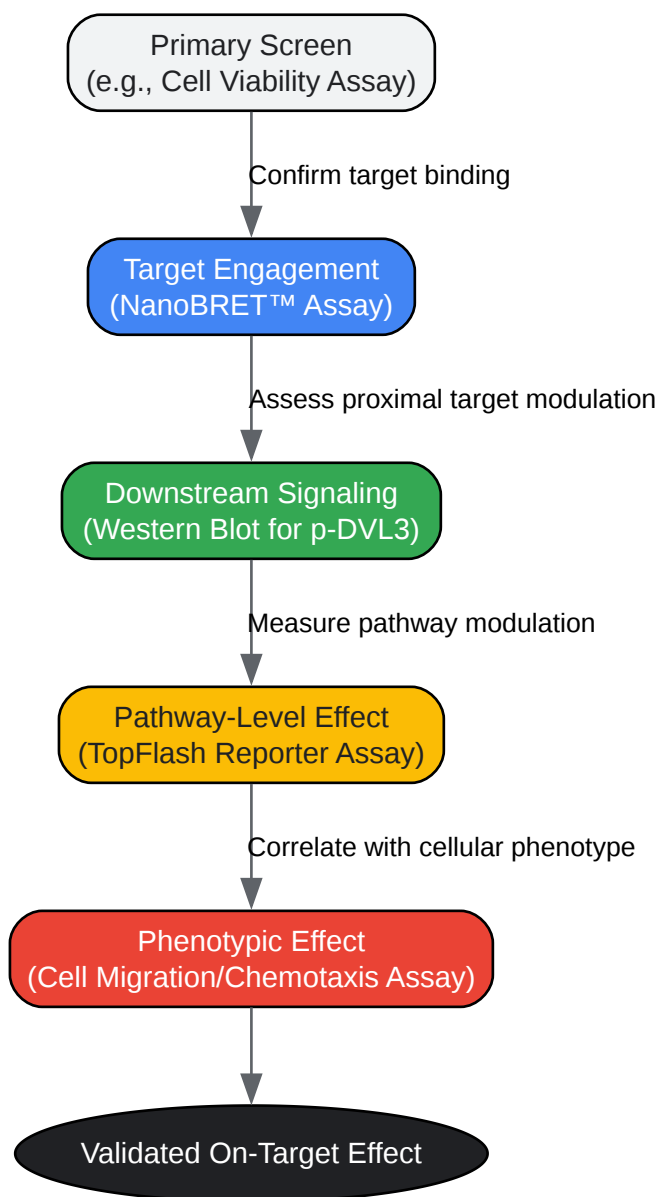 Primary Screen
(e.g., Cell Viability Assay)
Confirm target binding
Target Engagement
(NanoBRET™ Assay)
Assess proximal target modulation
Downstream Signaling
(Western Blot for p-DVL3)
Measure pathway modulation
Pathway-Level Effect
(TopFlash Reporter Assay)
Correlate with cellular phenotype
Phenotypic Effect
(Cell Migration/Chemotaxis Assay)
Validated On-Target Effect